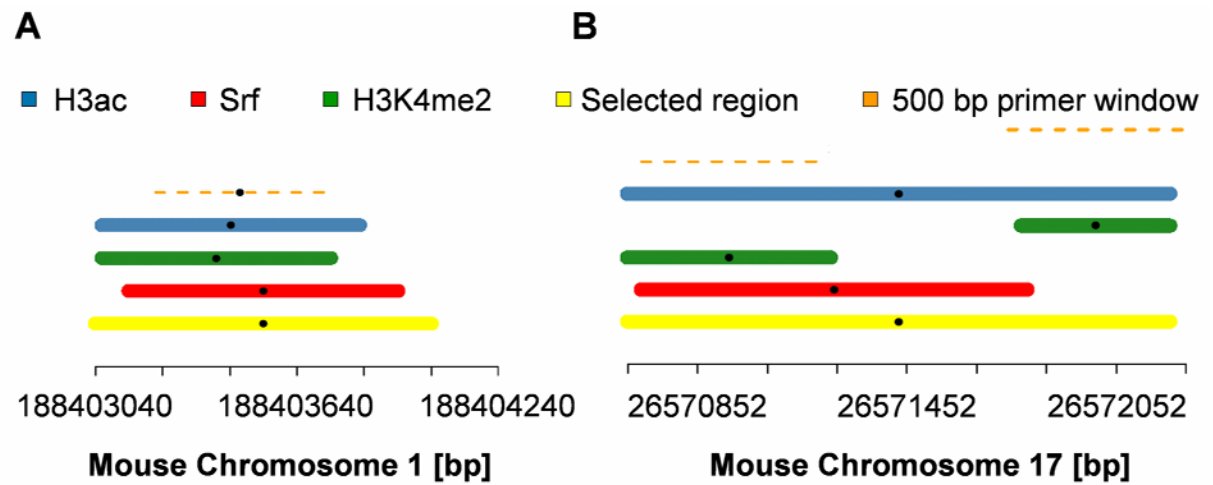 A B
H3ac Srf H3K4me2 Selected region 500 bp primer window
188403040 188403640 188404240 26570852 26571452 26572052
Mouse Chromosome 1 [bp] Mouse Chromosome 17 [bp]